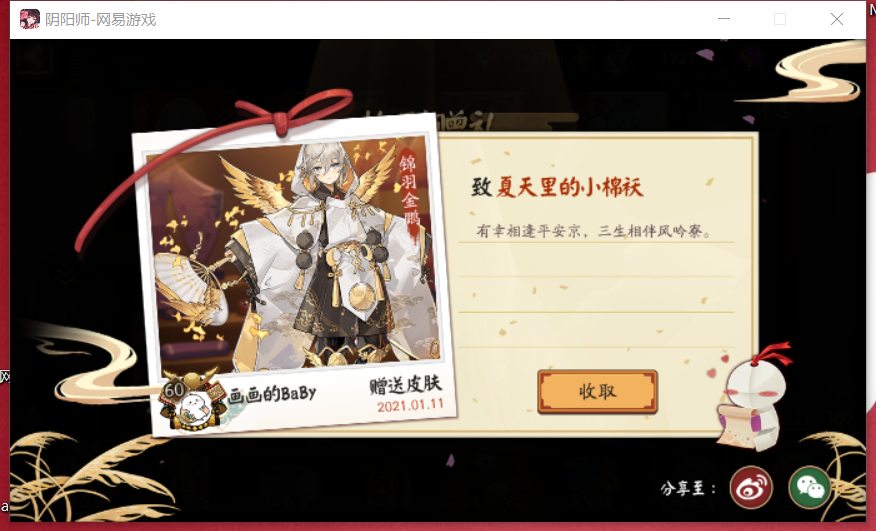 阴阳师-网易游戏
锦羽金鹏
致 夏天里的小棉袄
有幸相逢平安京，三生相伴风吟寮。
60
画画的BaBy
赠送皮肤
2021.01.11
收取
分享至：